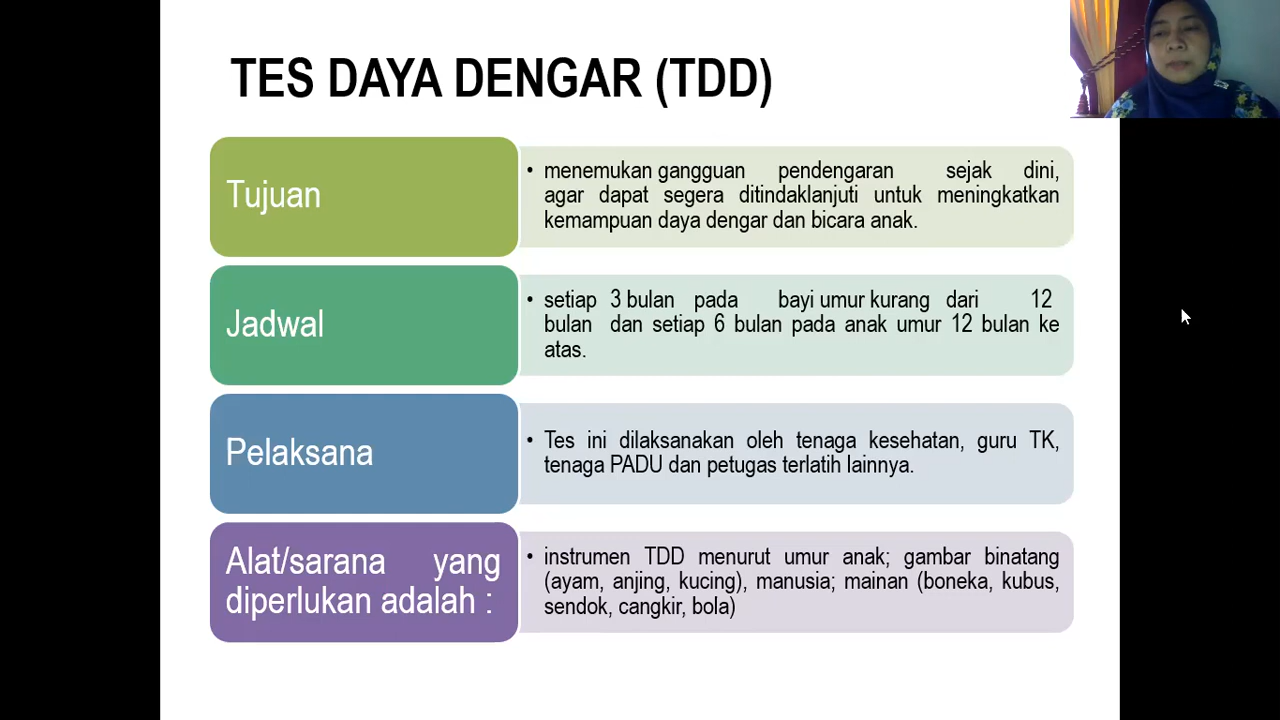 TES DAYA DENGAR (TDD)
Tujuan
• menemukan gangguan pendengaran sejak dini,
agar dapat segera ditindaklanjuti untuk meningkatkan
kemampuan daya dengar dan bicara anak.
Jadwal
• setiap 3 bulan pada bayi umur kurang dari 12
bulan dan setiap 6 bulan pada anak umur 12 bulan ke
atas.
Pelaksana
• Tes ini dilaksanakan oleh tenaga kesehatan, guru TK,
tenaga PADU dan petugas terlatih lainnya.
Alat/sarana yang
diperlukan adalah :
• instrumen TDD menurut umur anak; gambar binatang
(ayam, anjing, kucing), manusia; mainan (boneka, kubus,
sendok, cangkir, bola)